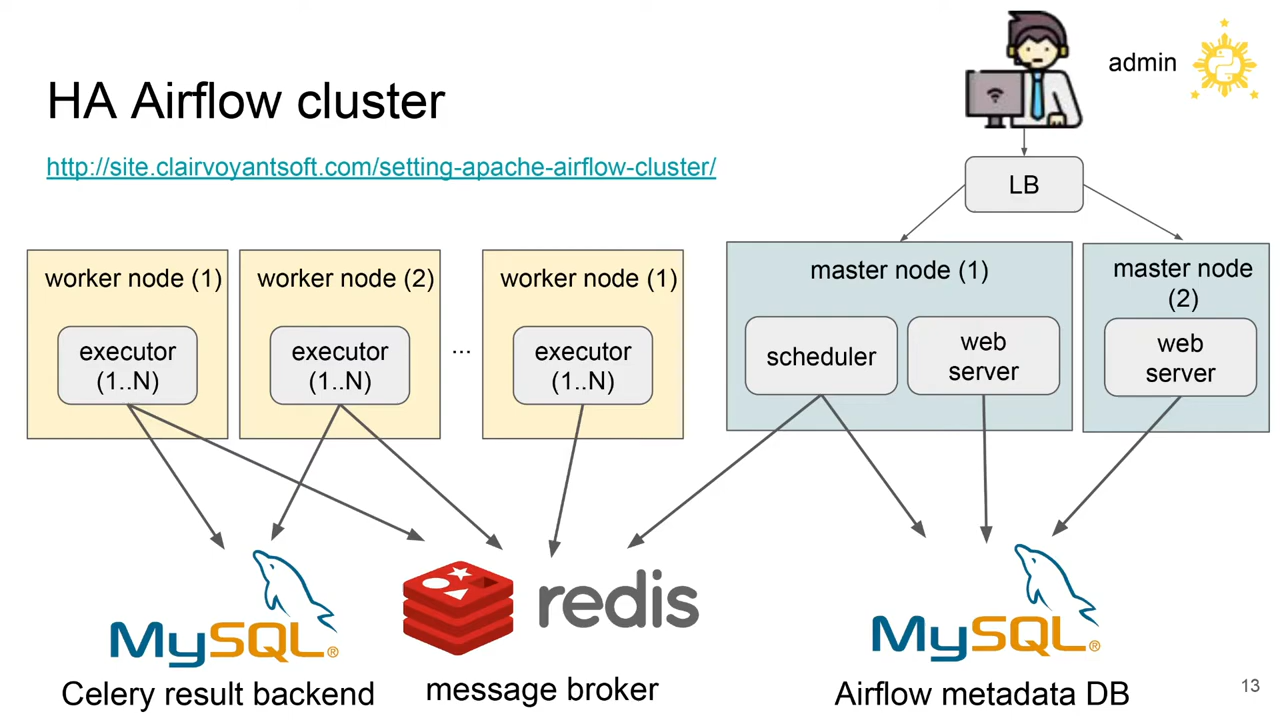 admin
HA Airflow cluster
http://site.clairvoyantsoft.com/setting-apache-airflow-cluster/
LB
worker node (1)
executor
(1..N)
worker node (2)
executor
(1..N)
...
worker node (1)
executor
(1..N)
master node (1)
scheduler
web
server
master node
(2)
web
server
MySQL®
Celery result backend
redis
message broker
MySQL®
Airflow metadata DB
13